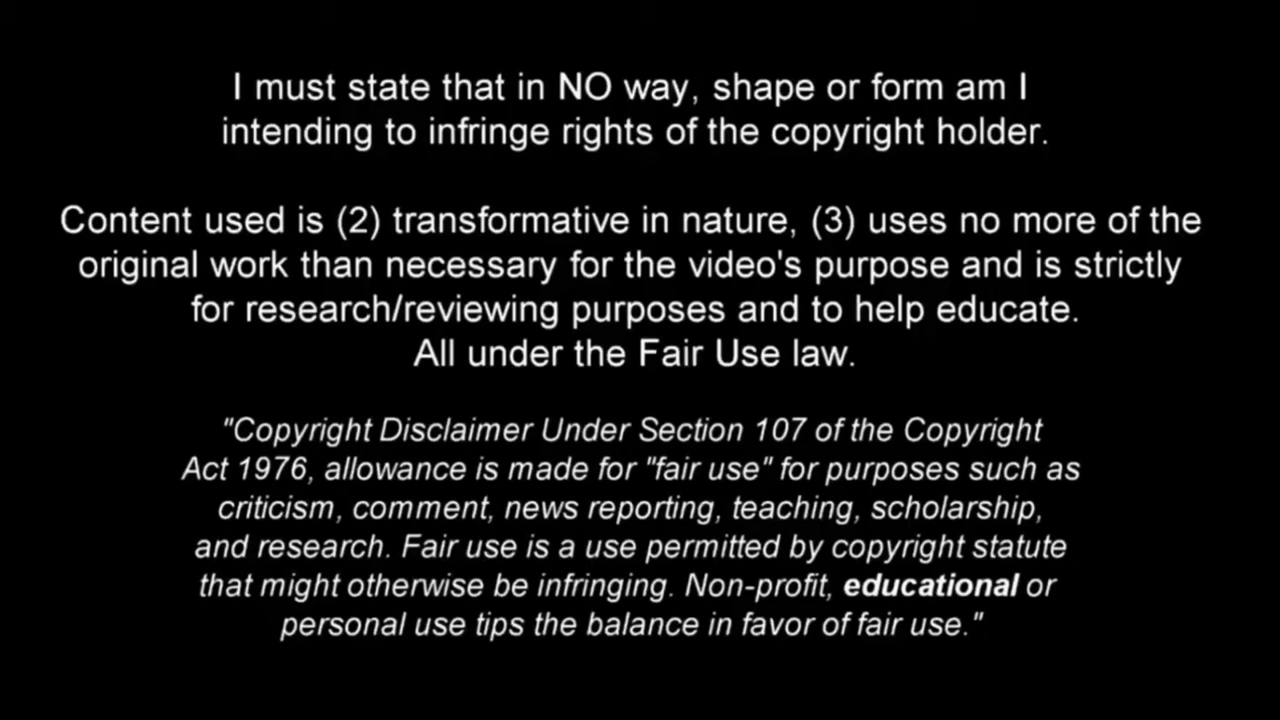 I must state that in NO way, shape or form am I
intending to infringe rights of the copyright holder.
Content used is (2) transformative in nature, (3) uses no more of the
original work than necessary for the video's purpose and is strictly
for research/reviewing purposes and to help educate.
All under the Fair Use law.
"Copyright Disclaimer Under Section 107 of the Copyright
Act 1976, allowance is made for "fair use" for purposes such as
criticism, comment, news reporting, teaching, scholarship,
and research. Fair use is a use permitted by copyright statute
that might otherwise be infringing. Non-profit, educational or
personal use tips the balance in favor of fair use."